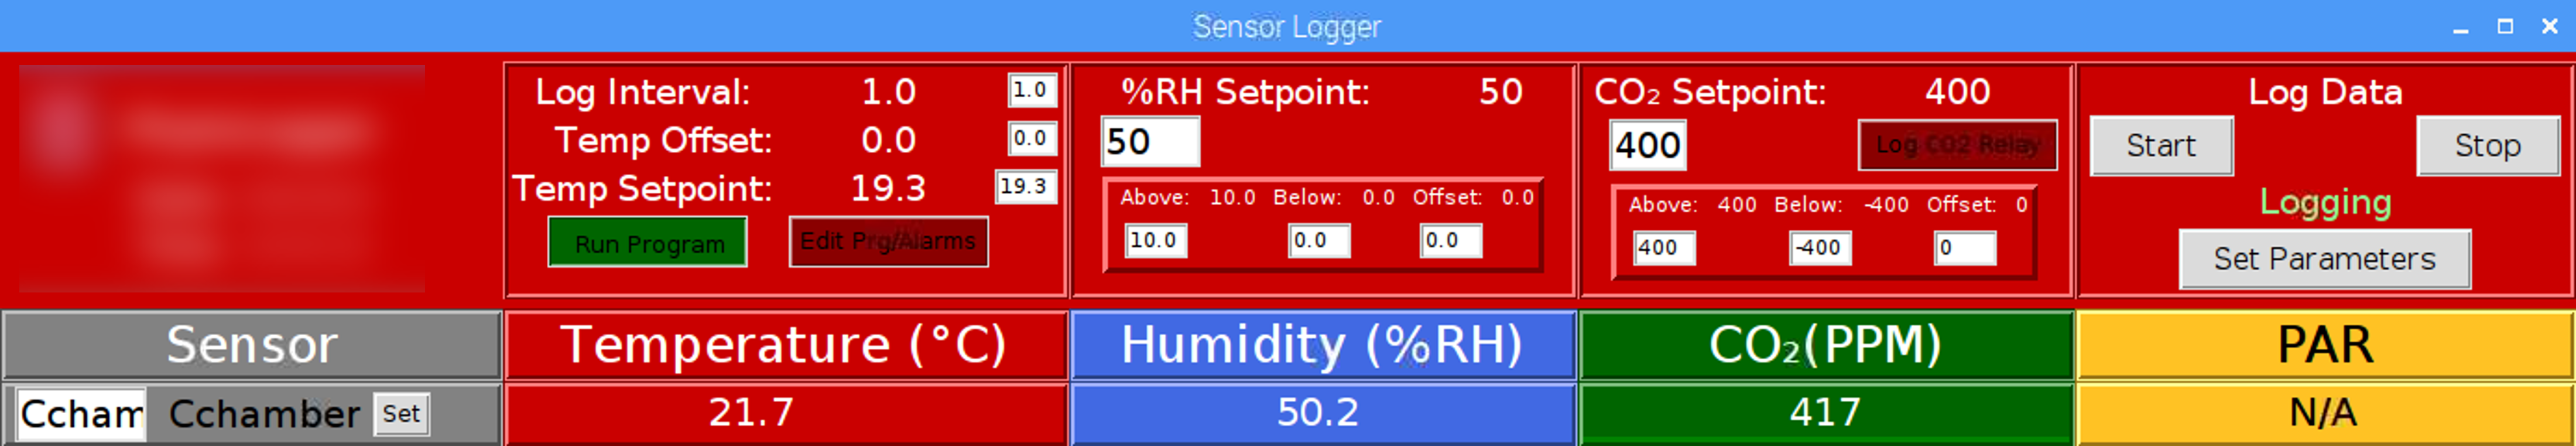 Sensor Logger
Log Interval: 1.0 1.0
Temp Offset: 0.0 0.0
Temp Setpoint: 19.3 19.3
Run Program Edit Prg/Alarms
%RH Setpoint: 50
50
Above: 10.0 Below: 0.0 Offset: 0.0
10.0 0.0 0.0
CO₂ Setpoint: 400
400 Log CO2 Relay
Above: 400 Below: -400 Offset: 0
400 -400 0
Log Data
Start Stop
Logging
Set Parameters
Sensor Temperature (°C) Humidity (%RH) CO₂(PPM) PAR
Ccham Cchamber Set 21.7 50.2 417 N/A